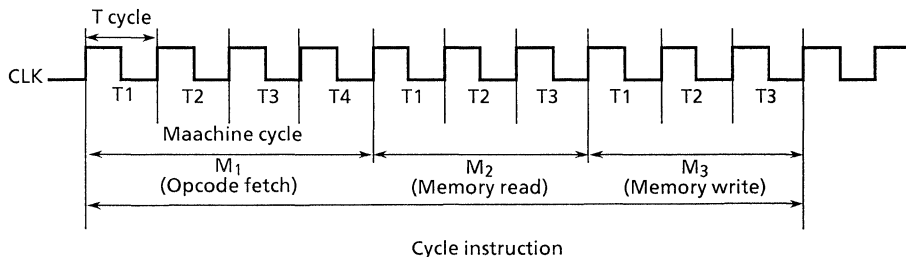 T cycle
CLK
T1 T2 T3 T4 T1 T2 T3 T1 T2 T3
Maachine cycle
M1 M2 M3
(Opcode fetch) (Memory read) (Memory write)
Cycle instruction